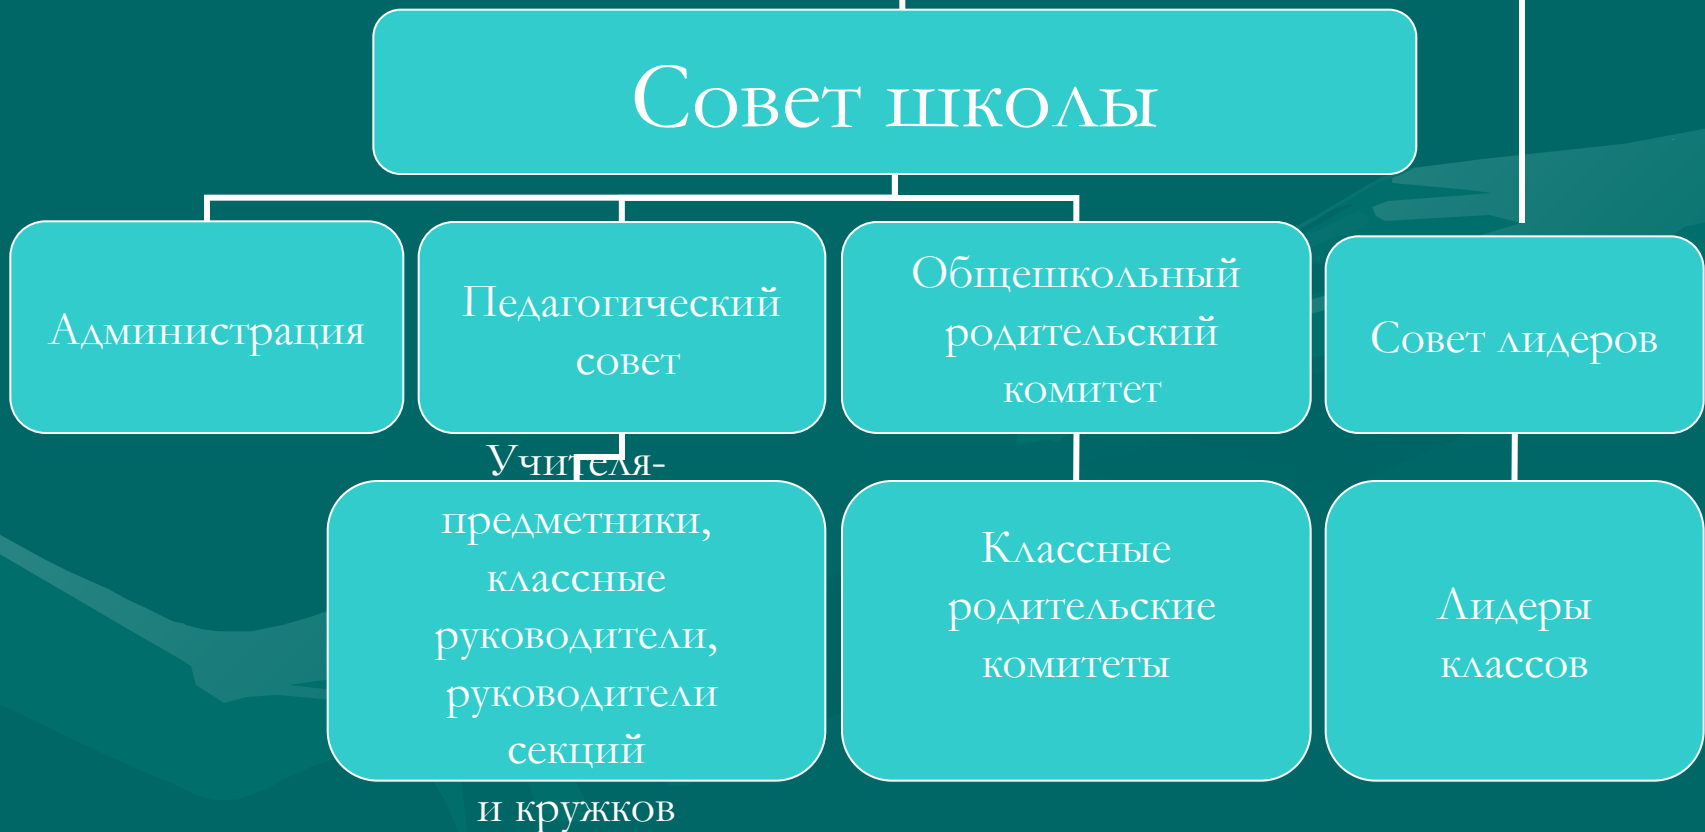 Совет школы
Администрация
Педагогический
совет
Общешкольный
родительский
комитет
Совет лидеров
Учителя-
предметники,
классные
руководители,
руководители
секций
и кружков
Классные
родительские
комитеты
Лидеры
классов